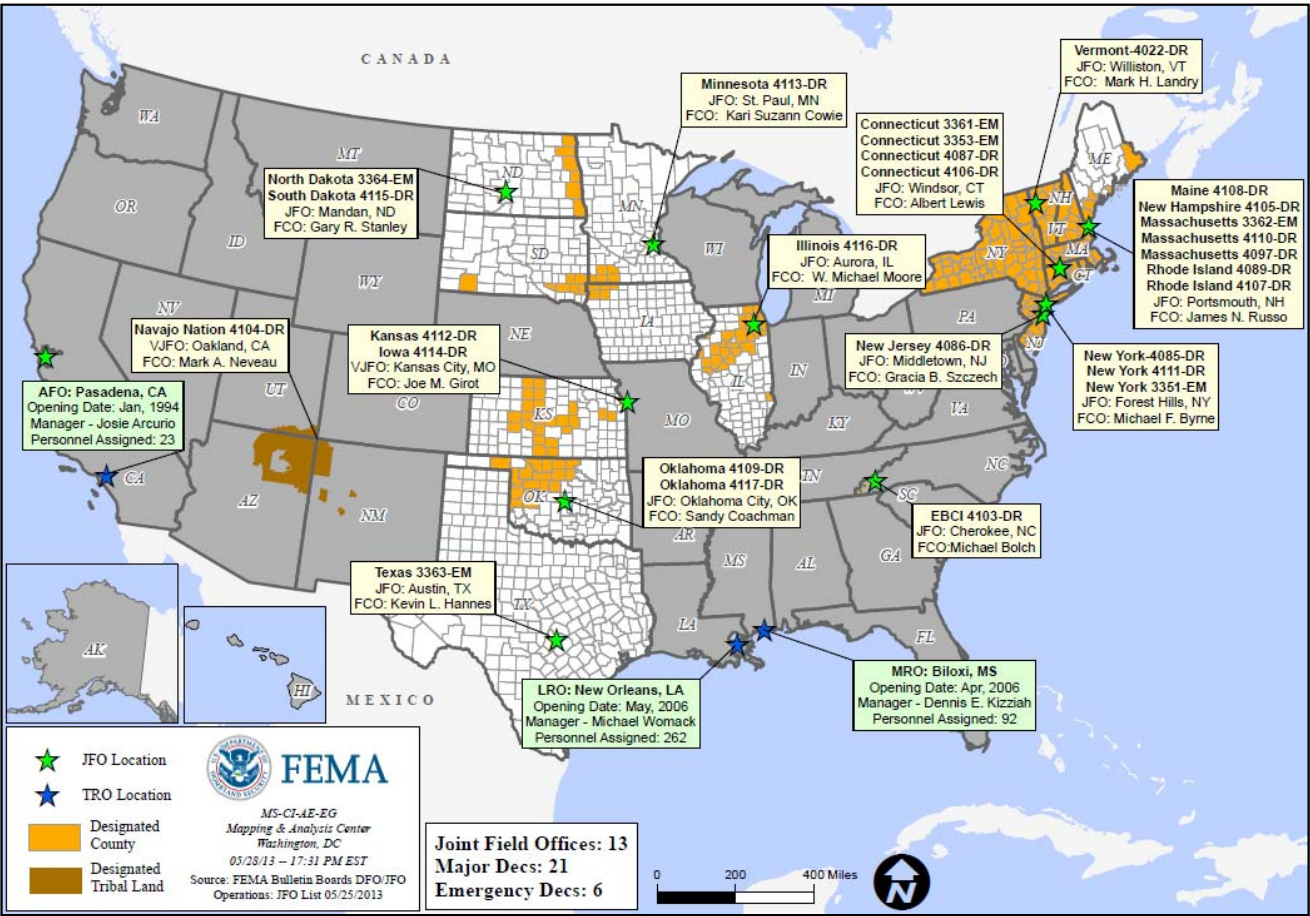 CANADA
Vermont-4022-DR
JFO: Williston, VT
FCO: Mark H. Landry
Minnesota 4113-DR
JFO: St. Paul, MN
FCO: Kari Suzann Cowie
Connecticut 3361-EM
Connecticut 3353-EM
Connecticut 4087-DR
Connecticut 4106-DR
JFO: Windsor, CT
FCO: Albert Lewis
North Dakota 3364-EM
South Dakota 4115-DR
JFO: Mandan, ND
FCO: Gary R. Stanley
Maine 4108-DR
New Hampshire 4105-DR
Massachusetts 3362-EM
Massachusetts 4110-DR
Massachusetts 4097-DR
Rhode Island 4089-DR
Rhode Island 4107-DR
JFO: Portsmouth, NH
FCO: James N. Russo
Illinois 4116-DR
JFO: Aurora, IL
FCO: W. Michael Moore
Navajo Nation 4104-DR
VJFO: Oakland, CA
FCO: Mark A. Neveau
Kansas 4112-DR
Iowa 4114-DR
VJFO: Kansas City, MO
FCO: Joe M. Girot
New Jersey 4086-DR
JFO: Middletown, NJ
FCO: Gracia B. Szczech
New York-4085-DR
New York 4111-DR
New York 3351-EM
JFO: Forest Hills, NY
FCO: Michael F. Byrne
AFO: Pasadena, CA
Opening Date: Jan, 1994
Manager - Josie Arcurio
Personnel Assigned: 23
Oklahoma 4109-DR
Oklahoma 4117-DR
JFO: Oklahoma City, OK
FCO: Sandy Coachman
EBCI 4103-DR
JFO: Cherokee, NC
FCO:Michael Bolch
Texas 3363-EM
JFO: Austin, TX
FCO: Kevin L. Hannes
LRO: New Orleans, LA
Opening Date: May, 2006
Manager - Michael Womack
Personnel Assigned: 262
MRO: Biloxi, MS
Opening Date: Apr, 2006
Manager - Dennis E. Kizziah
Personnel Assigned: 92
WA
MT
ND
MN
ME
OR
ID
SD
WI
NH
VT
NY
MA
CT
WY
MI
IA
NV
NE
PA
NJ
UT
CO
IL
IN
KS
MO
KY
VA
CA
AZ
NM
OK
TN
NC
AR
SC
MS
AL
GA
TX
LA
FL
AK
HI
MEXICO
JFO Location
TRO Location
Designated
County
Designated
Tribal Land
FEMA
MS-CI-AE-EG
Mapping & Analysis Center
Washington, DC
05/28/13 -- 17:31 PM EST
Source: FEMA Bulletin Boards DFO/JFO
Operations: JFO List 05/25/2013
Joint Field Offices: 13
Major Decs: 21
Emergency Decs: 6
0 200 400 Miles
N